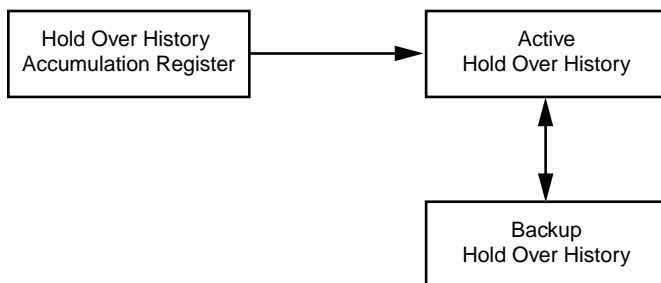 Hold Over History
Accumulation Register
Active
Hold Over History
Backup
Hold Over History